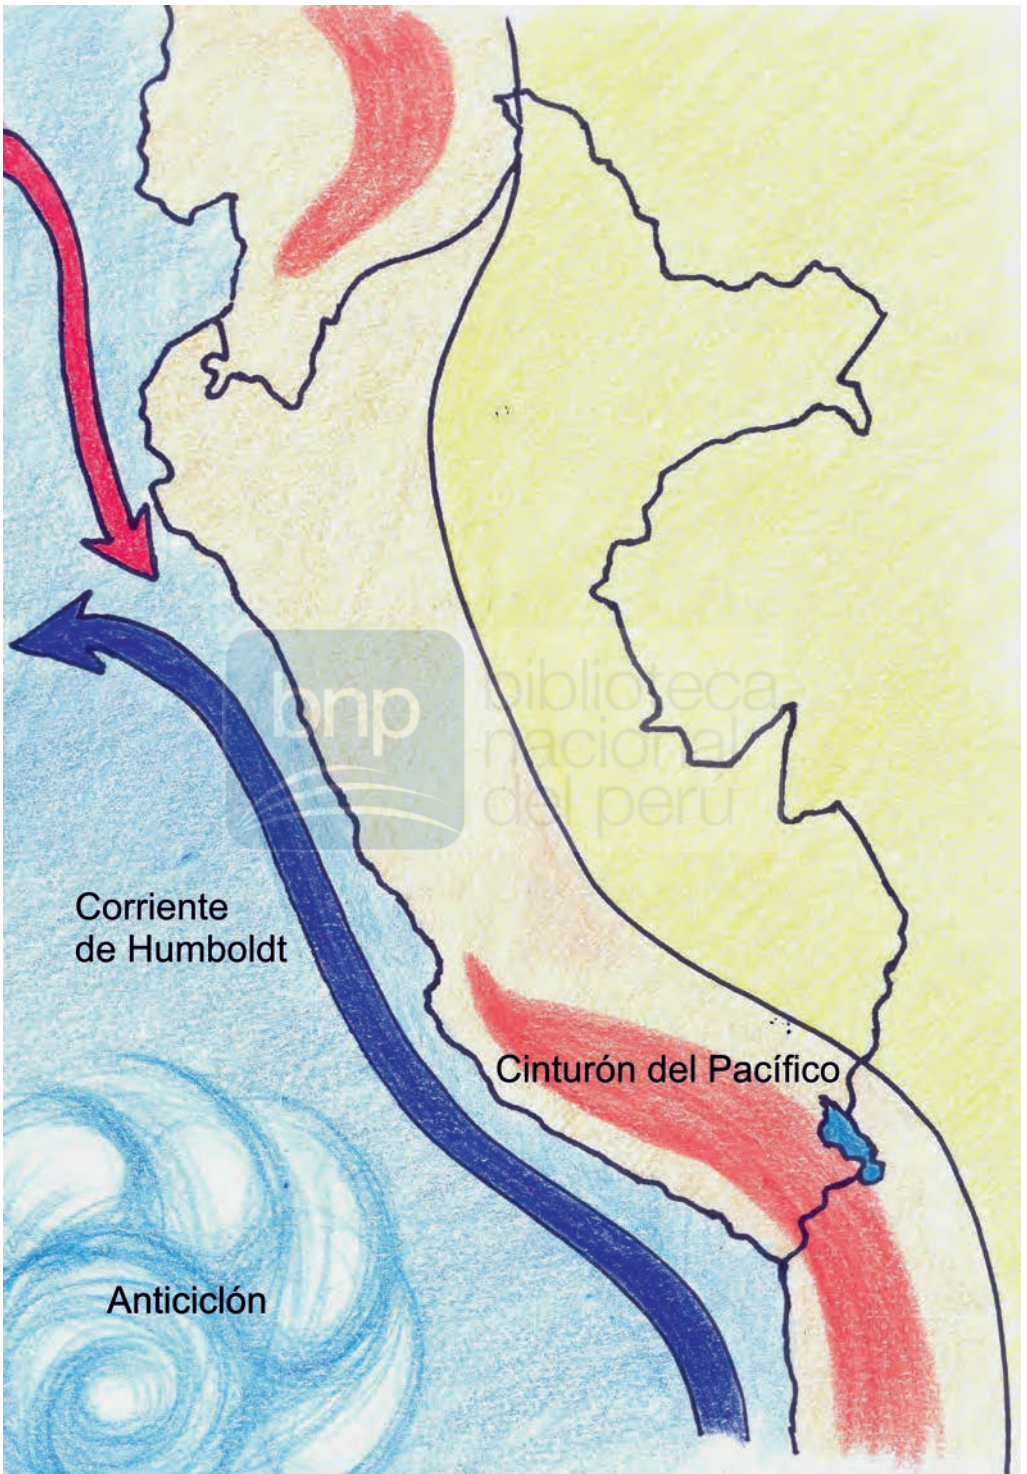 bnp
biblioteca
nacional
del perú
Corriente
de Humboldt
Cinturón del Pacífico
Anticiclón